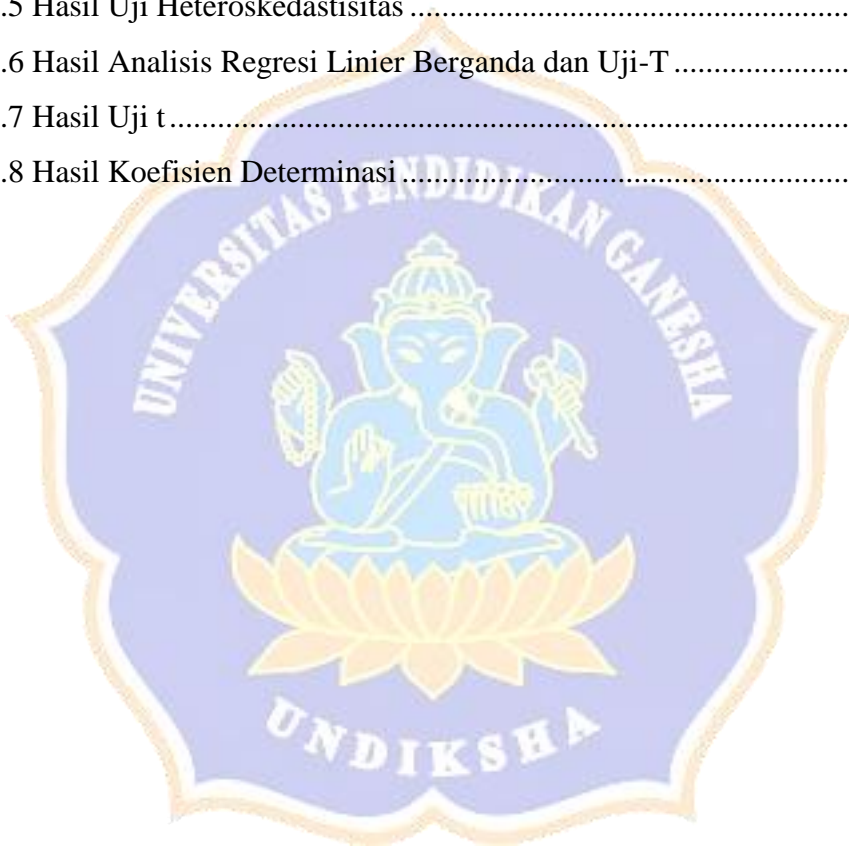 .5 Hasil Uji Heteroskedastisitas ......................................................
.6 Hasil Analisis Regresi Linier Berganda dan Uji-T .....................
.7 Hasil Uji t .....................................................................................
.8 Hasil Koefisien Determinasi .......................................................
UNIVERSITAS PENDIDIKAN GANESHA
UNDIKSHA